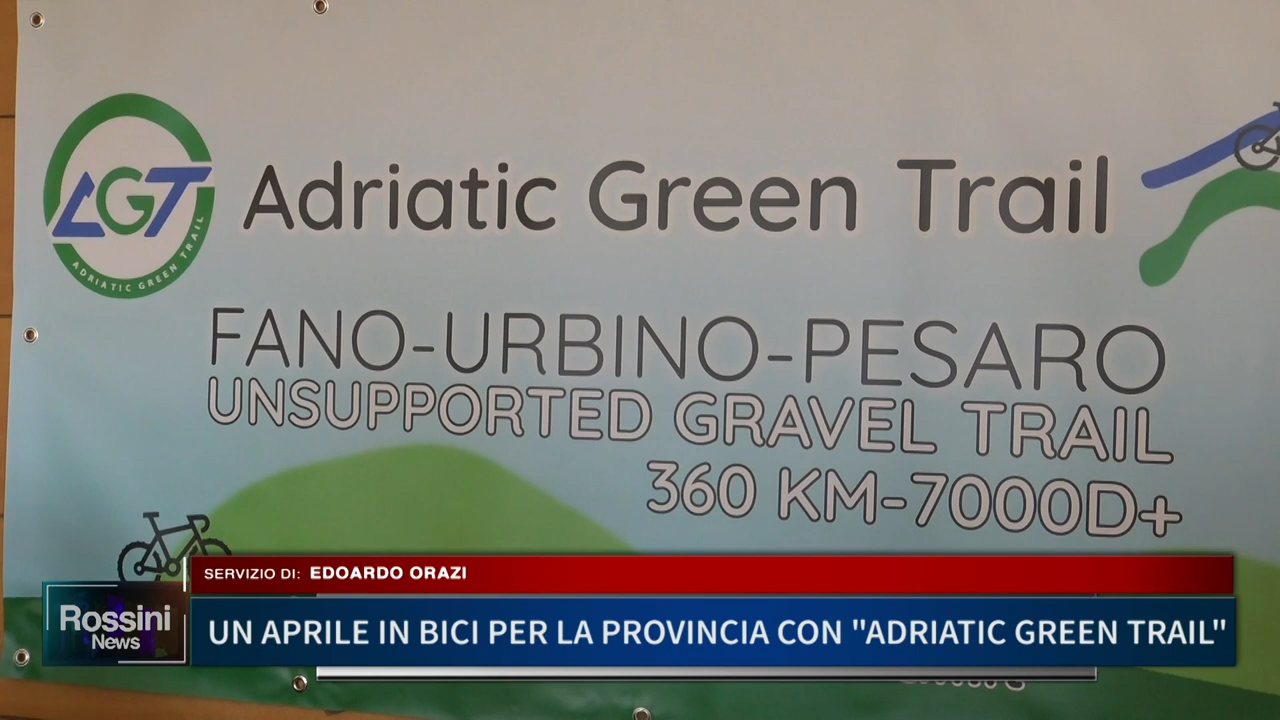 AGT
ADRIATIC GREEN TRAIL
Adriatic Green Trail
FANO-URBINO-PESARO
UNSUPPORTED GRAVEL TRAIL
360 KM-7000D+
SERVIZIO DI: EDOARDO ORAZI
Rossini
News
UN APRILE IN BICI PER LA PROVINCIA CON "ADRIATIC GREEN TRAIL"